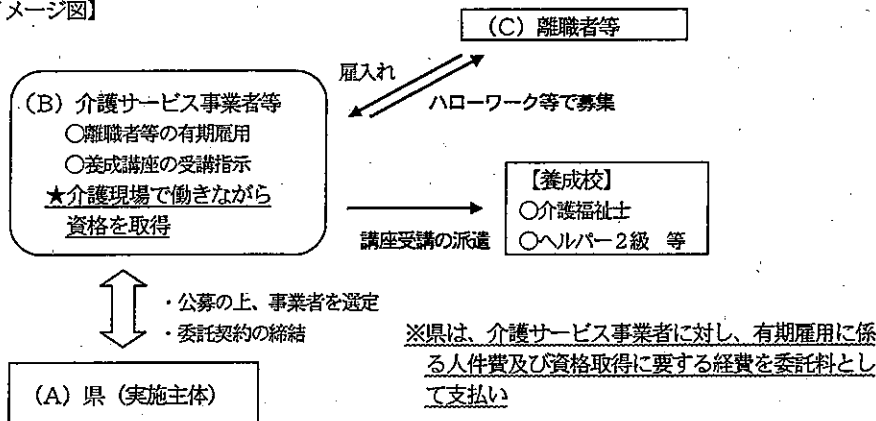 メージ図】
(C) 離職者等
雇入れ
ハローワーク等で募集
(B) 介護サービス事業者等
○離職者等の有期雇用
○養成講座の受講指示
★介護現場で働きながら
資格を取得
講座受講の派遣
【養成校】
○介護福祉士
○ヘルパー2級 等
・公募の上、事業者を選定
・委託契約の締結
※県は、介護サービス事業者に対し、有期雇用に係
る人件費及び資格取得に要する経費を委託料とし
て支払い
(A) 県 (実施主体)